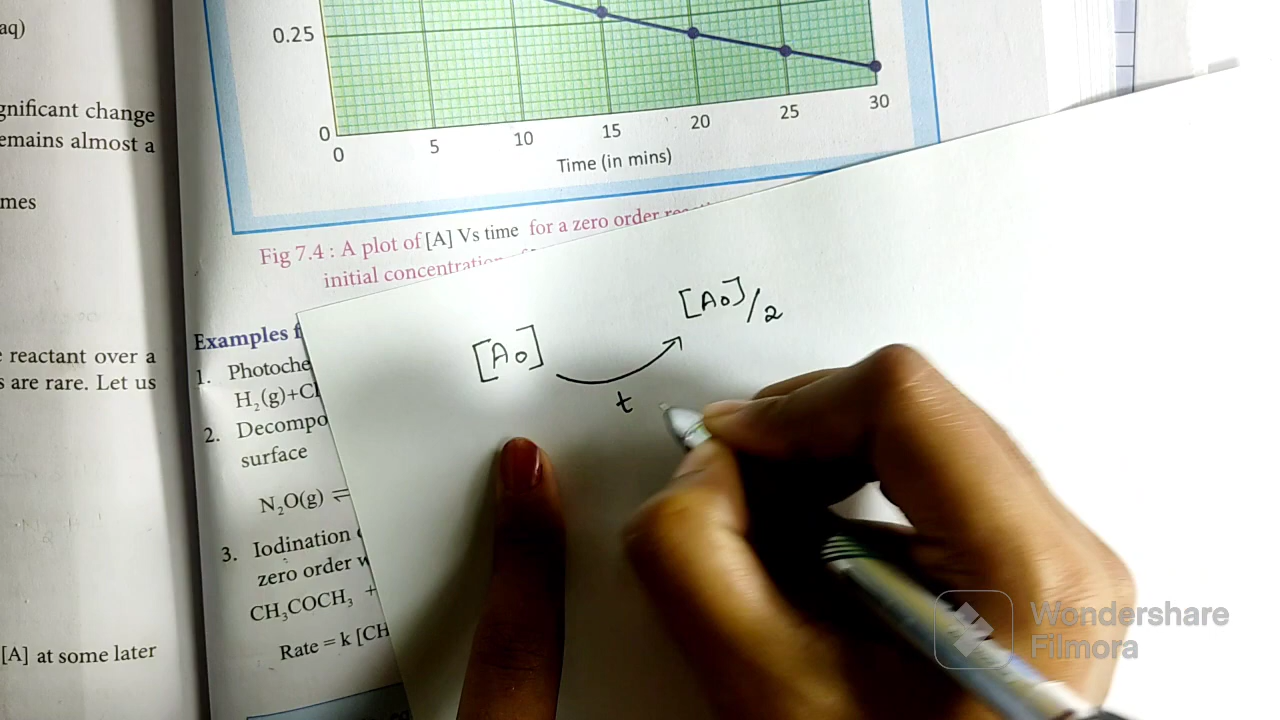 aq)
gnificant change
emains almost a
mes
reactant over a
s are rare. Let us
[A] at some later
0.25
0
0 5 10 15 20 25 30
Time (in mins)
Fig 7.4 : A plot of [A] Vs time for a zero order
initial concentration
Examples f
1. Photoche
H₂(g)+Cl
2. Decompo
surface
N₂O(g) ⇌
3. Iodination
zero order w
CH₃COCH₃ +
Rate = k [CH
[A₀] [A₀]/2
t
Wondershare
Filmora